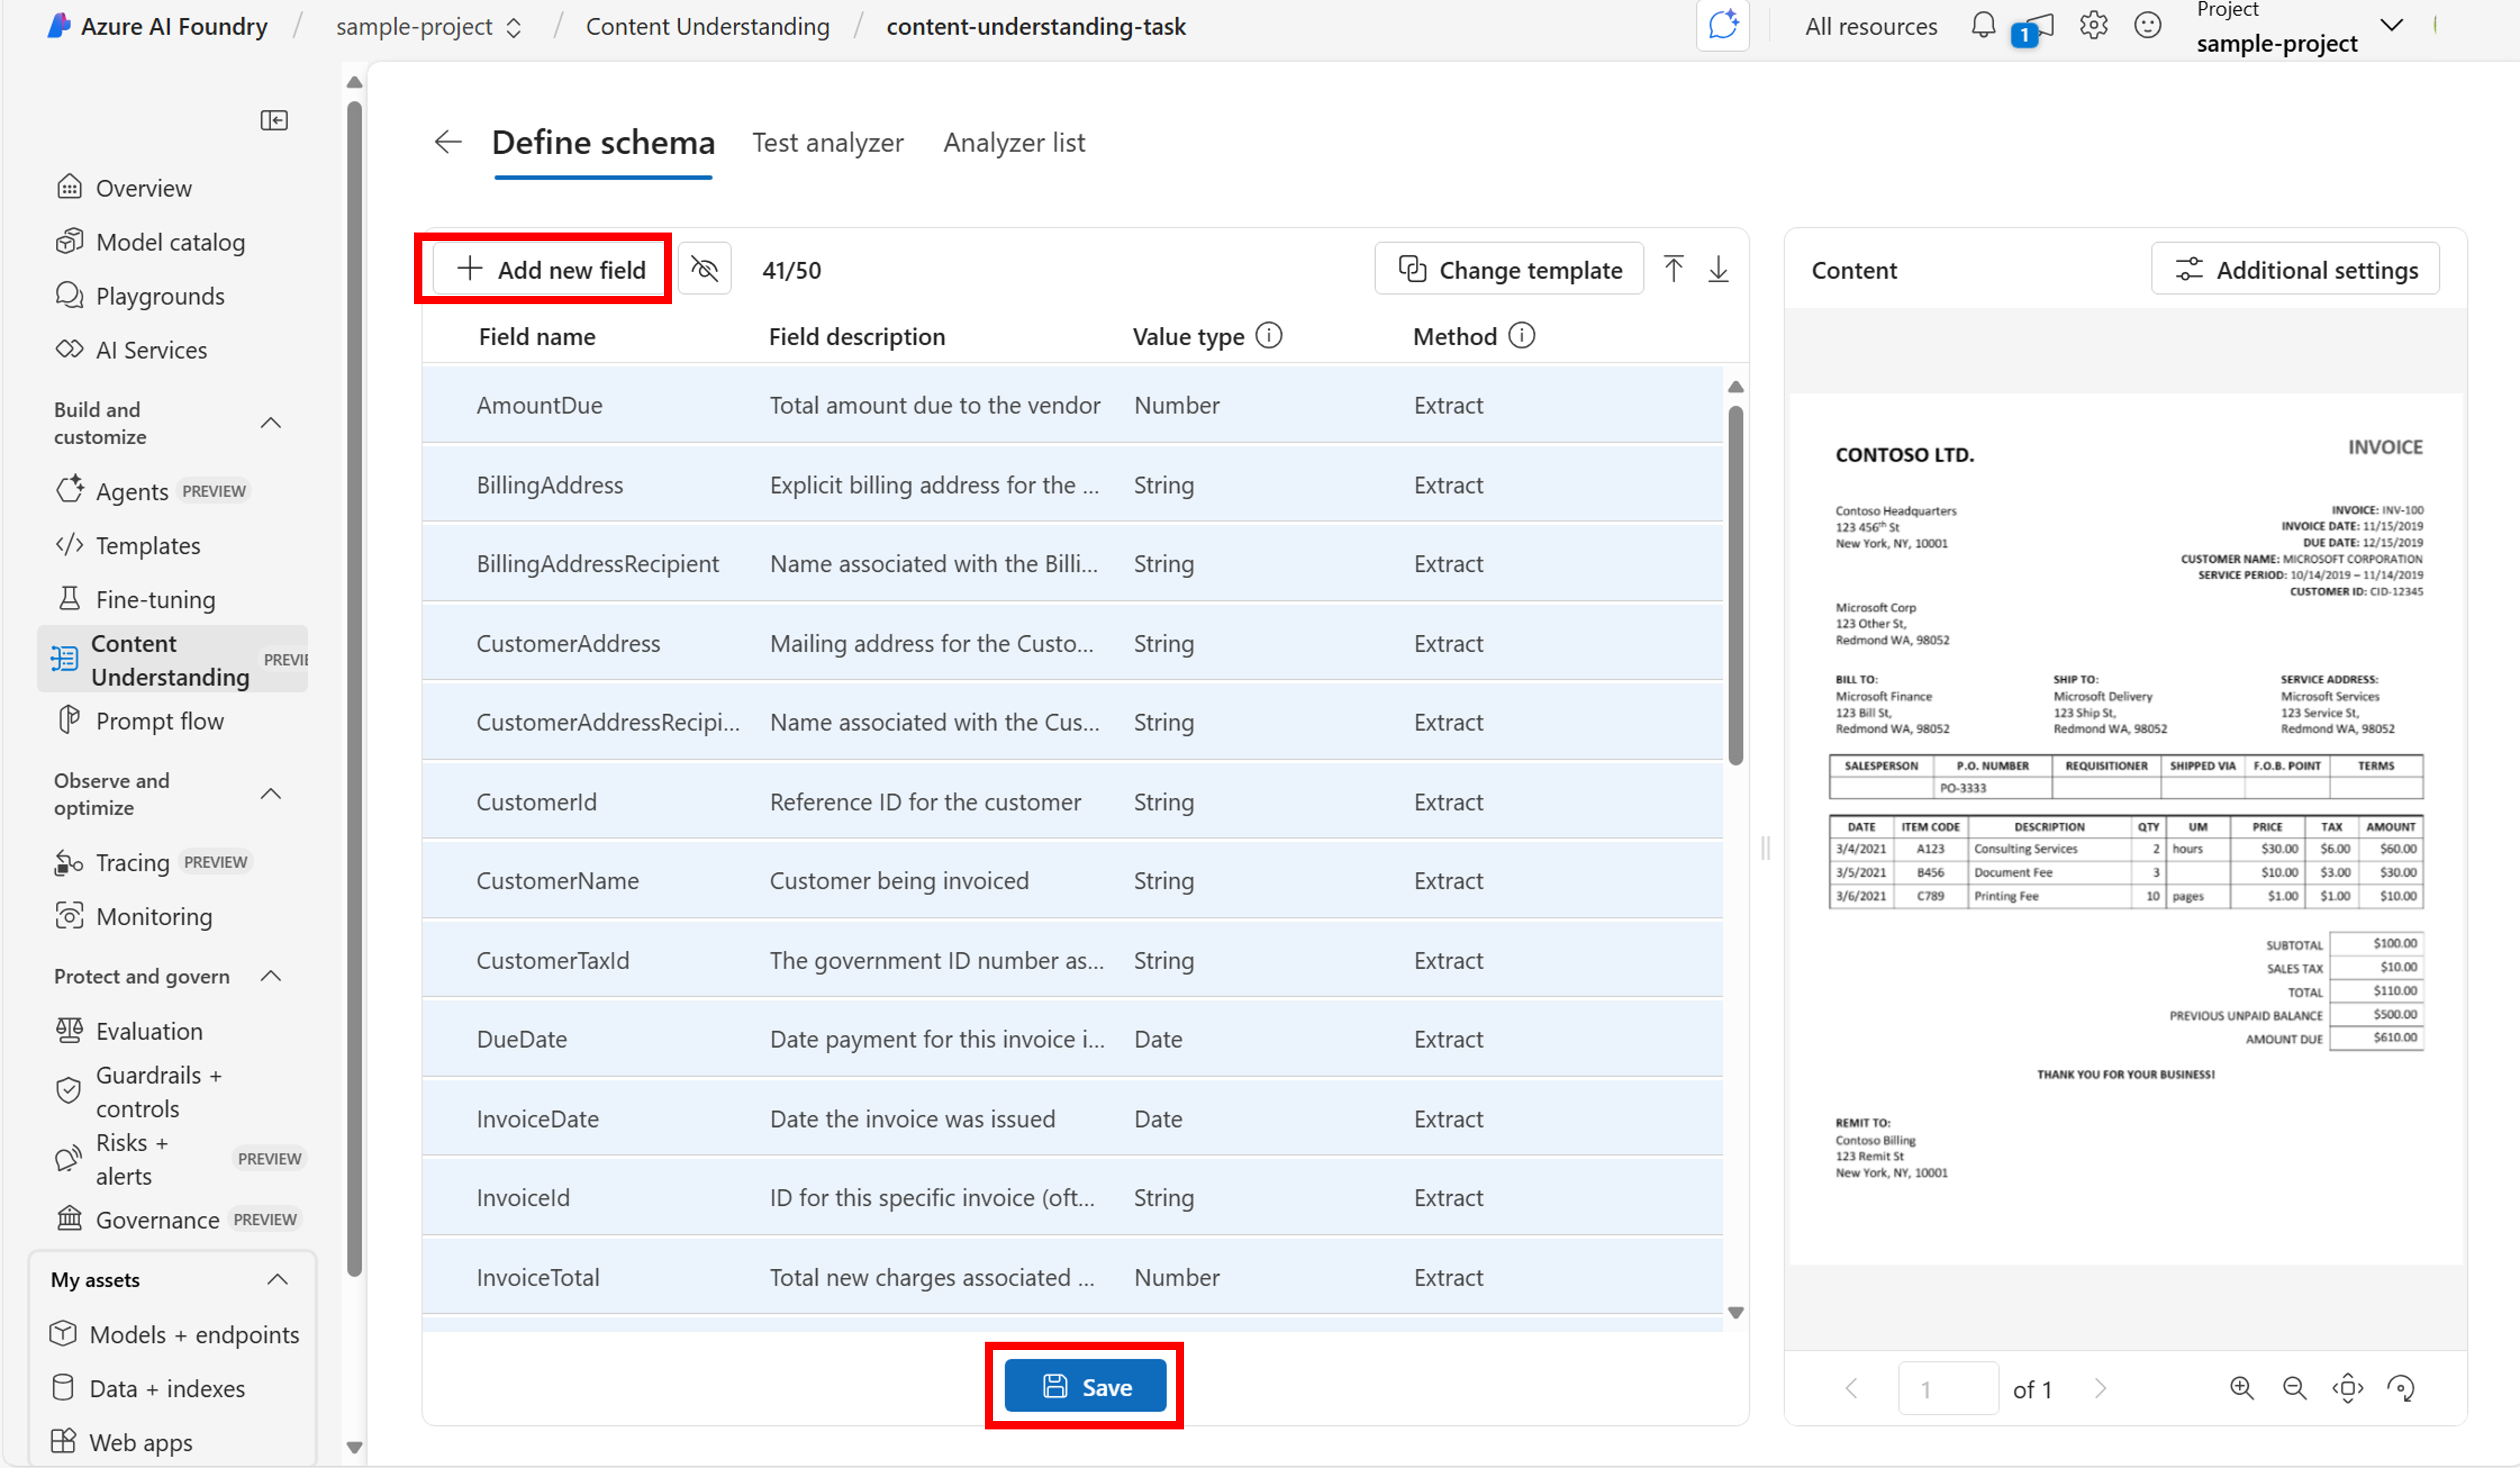 Azure AI Foundry / sample-project / Content Understanding / content-understanding-task
All resources
1
Project
sample-project
Overview
Model catalog
Playgrounds
AI Services
Build and
customize
Agents PREVIEW
Templates
Fine-tuning
Content
Understanding PREVIE
Prompt flow
Observe and
optimize
Tracing PREVIEW
Monitoring
Protect and govern
Evaluation
Guardrails +
controls
Risks +
alerts PREVIEW
Governance PREVIEW
My assets
Models + endpoints
Data + indexes
Web apps
Define schema Test analyzer Analyzer list
+ Add new field 41/50 Change template
Field name Field description Value type Method
AmountDue Total amount due to the vendor Number Extract
BillingAddress Explicit billing address for the ... String Extract
BillingAddressRecipient Name associated with the Billi... String Extract
CustomerAddress Mailing address for the Custo... String Extract
CustomerAddressRecipi... Name associated with the Cus... String Extract
CustomerId Reference ID for the customer String Extract
CustomerName Customer being invoiced String Extract
CustomerTaxId The government ID number as... String Extract
DueDate Date payment for this invoice i... Date Extract
InvoiceDate Date the invoice was issued Date Extract
InvoiceId ID for this specific invoice (oft... String Extract
InvoiceTotal Total new charges associated ... Number Extract
Save
Content Additional settings
CONTOSO LTD. INVOICE
Contoso Headquarters
123 456th St
New York, NY, 10001
INVOICE: INV-100
INVOICE DATE: 11/15/2019
DUE DATE: 12/15/2019
CUSTOMER NAME: MICROSOFT CORPORATION
SERVICE PERIOD: 10/14/2019 – 11/14/2019
CUSTOMER ID: CID-12345
Microsoft Corp
123 Other St,
Redmond WA, 98052
BILL TO:
Microsoft Finance
123 Bill St,
Redmond WA, 98052
SHIP TO:
Microsoft Delivery
123 Ship St,
Redmond WA, 98052
SERVICE ADDRESS:
Microsoft Services
123 Service St,
Redmond WA, 98052
SALESPERSON P.O. NUMBER REQUISITIONER SHIPPED VIA F.O.B. POINT TERMS
PO-3333
DATE ITEM CODE DESCRIPTION QTY UM PRICE TAX AMOUNT
3/4/2021 A123 Consulting Services 2 hours $30.00 $6.00 $60.00
3/5/2021 B456 Document Fee 3 $10.00 $3.00 $30.00
3/6/2021 C789 Printing Fee 10 pages $1.00 $1.00 $10.00
SUBTOTAL $100.00
SALES TAX $10.00
TOTAL $110.00
PREVIOUS UNPAID BALANCE $500.00
AMOUNT DUE $610.00
THANK YOU FOR YOUR BUSINESS!
REMIT TO:
Contoso Billing
123 Remit St
New York, NY, 10001
1 of 1